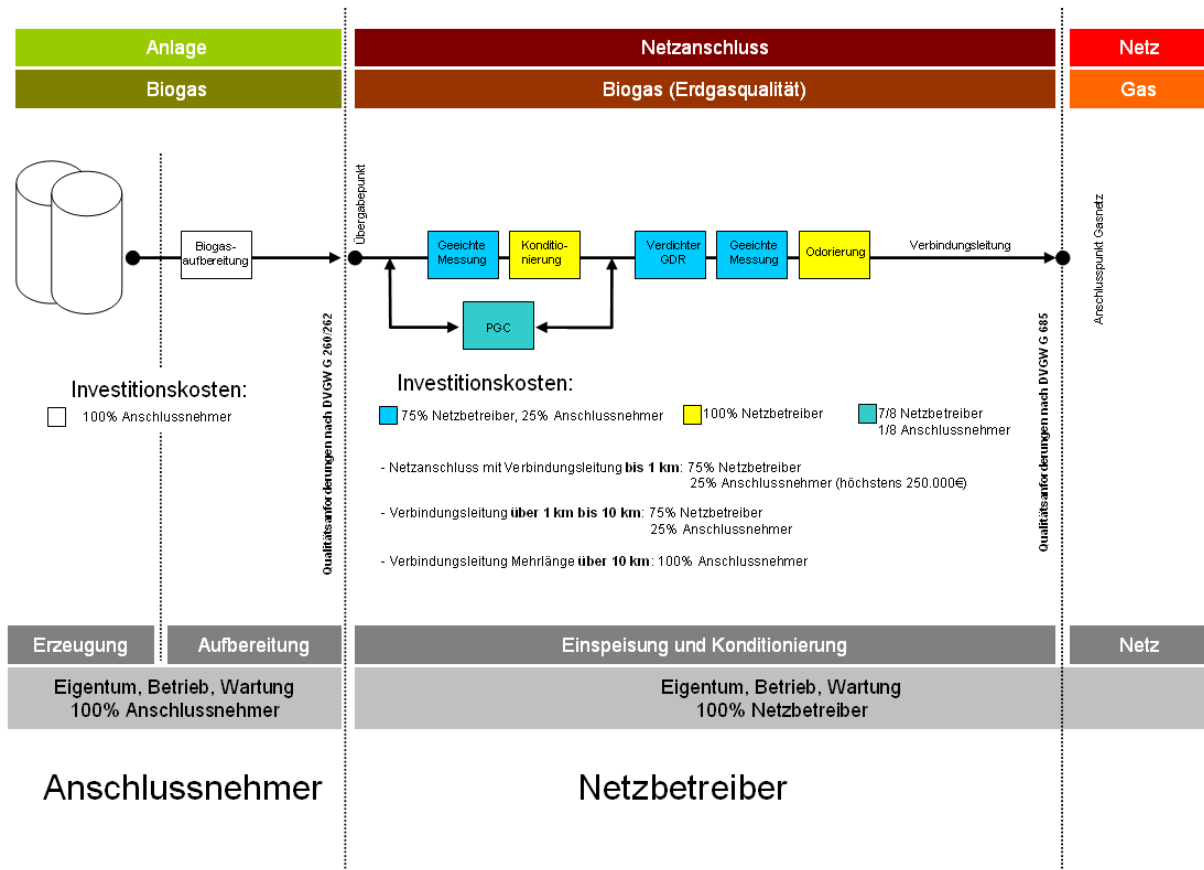 Anlage
Netzanschluss
Netz
Biogas
Biogas (Erdgasqualität)
Gas
Übergabepunkt
Anschlusspunkt Gasnetz
Biogas-
aufbereitung
Geeichte
Messung
Konditio-
nierung
Verdichter
GDR
Geeichte
Messung
Odorierung
Verbindungsleitung
PGC
Qualitätsanforderungen nach DVGW G 260/262
Qualitätsanforderungen nach DVGW G 685
Investitionskosten:
100% Anschlussnehmer
Investitionskosten:
75% Netzbetreiber, 25% Anschlussnehmer
100% Netzbetreiber
7/8 Netzbetreiber
1/8 Anschlussnehmer
- Netzanschluss mit Verbindungsleitung bis 1 km: 75% Netzbetreiber
25% Anschlussnehmer (höchstens 250.000€)
- Verbindungsleitung über 1 km bis 10 km: 75% Netzbetreiber
25% Anschlussnehmer
- Verbindungsleitung Mehrlänge über 10 km: 100% Anschlussnehmer
Erzeugung
Aufbereitung
Einspeisung und Konditionierung
Netz
Eigentum, Betrieb, Wartung
100% Anschlussnehmer
Eigentum, Betrieb, Wartung
100% Netzbetreiber
Anschlussnehmer
Netzbetreiber